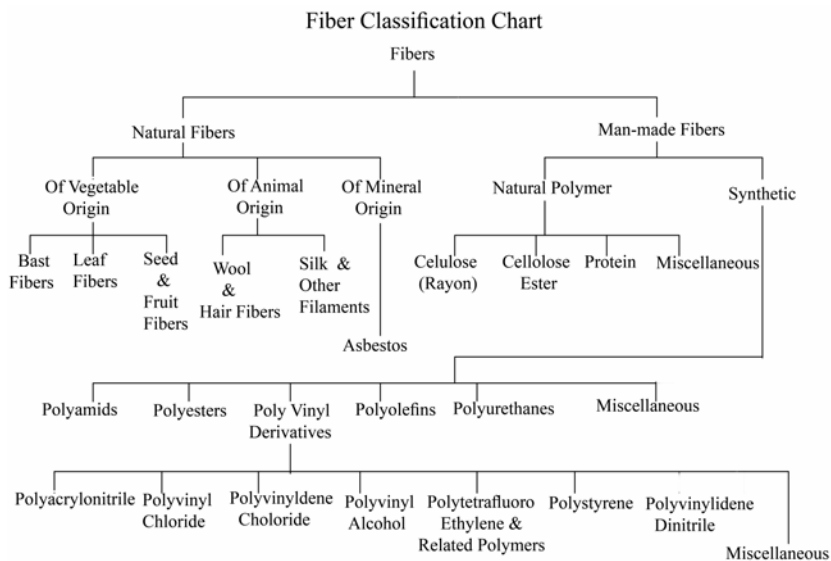 Fiber Classification Chart
Fibers
Natural Fibers
Man-made Fibers
Of Vegetable
Origin
Of Animal
Origin
Of Mineral
Origin
Natural Polymer
Synthetic
Bast
Fibers
Leaf
Fibers
Seed
&
Fruit
Fibers
Wool
&
Hair Fibers
Silk &
Other
Filaments
Asbestos
Celulose
(Rayon)
Cellolose
Ester
Protein
Miscellaneous
Polyamids
Polyesters
Poly Vinyl
Derivatives
Polyolefins
Polyurethanes
Miscellaneous
Polyacrylonitrile
Polyvinyl
Chloride
Polyvinyldene
Choloride
Polyvinyl
Alcohol
Polytetrafluoro
Ethylene &
Related Polymers
Polystyrene
Polyvinylidene
Dinitrile
Miscellaneous